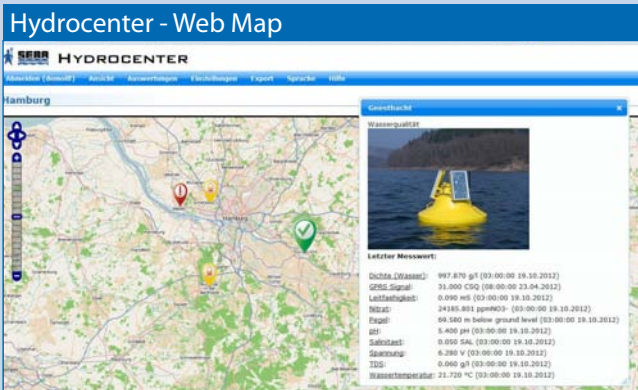 Hydrocenter - Web Map
SEBA HYDROCENTER
Abmelden (demoIf) Ansicht Auswertungen Einstellungen Export Sprache Hilfe
Hamburg
Geesthacht
Wasserqualität
Hamburg
Letzter Messwert:
Dichte (Wasser): 997.870 g/l (03:00:00 19.10.2012)
GPRS Signal: 31.000 CSQ (08:00:00 23.04.2012)
Leitfaehigkeit: 0.090 mS (03:00:00 19.10.2012)
Nitrat: 24185.801 ppmNO3- (03:00:00 19.10.2012)
Pegel: 69.580 m below ground level (03:00:00 19.10.2012)
pH: 5.400 pH (03:00:00 19.10.2012)
Salinitaet: 0.050 SAL (03:00:00 19.10.2012)
Spannung: 6.280 V (03:00:00 19.10.2012)
TDS: 0.060 g/l (03:00:00 19.10.2012)
Wassertemperatur: 21.720 °C (03:00:00 19.10.2012)